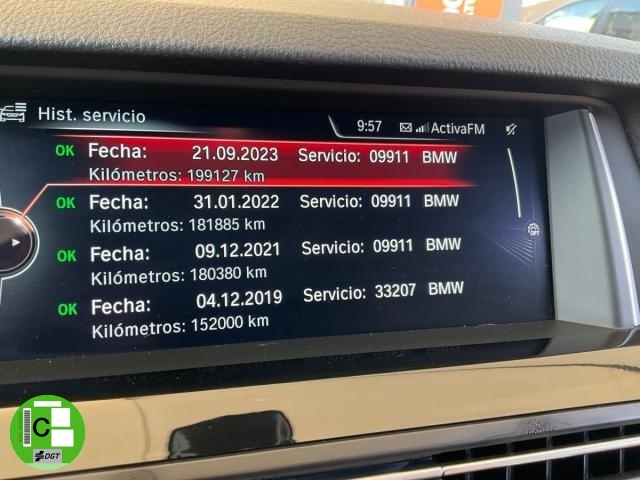 Hist. servicio
9:57 ActivaFM
OK Fecha: 21.09.2023 Servicio: 09911 BMW
Kilómetros: 199127 km
OK Fecha: 31.01.2022 Servicio: 09911 BMW
Kilómetros: 181885 km
OK Fecha: 09.12.2021 Servicio: 09911 BMW
Kilómetros: 180380 km
OK Fecha: 04.12.2019 Servicio: 33207 BMW
Kilómetros: 152000 km
OPT
C
DGT